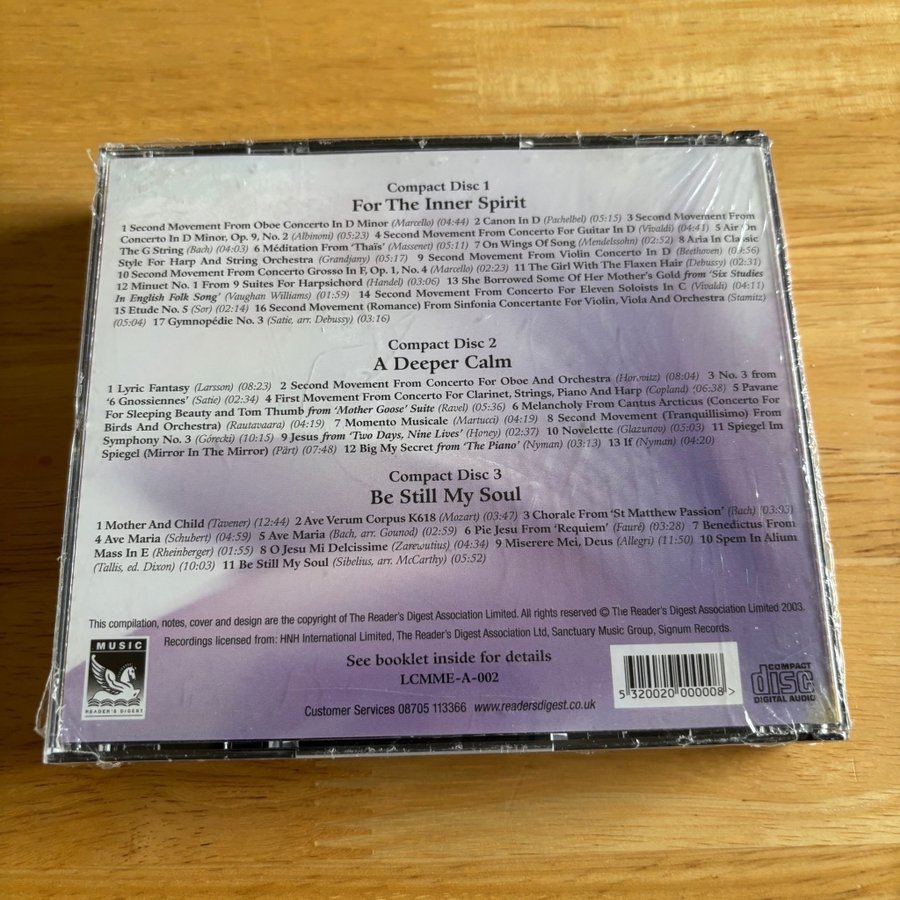 Compact Disc 1
For The Inner Spirit
1 Second Movement From Oboe Concerto In D Minor (Marcello) (04:44) 2 Canon In D (Pachelbel) (05:15) 3 Second Movement From
Concerto In D Minor, Op. 9, No. 2 (Albinoni) (05:23) 4 Second Movement From Concerto For Guitar In D (Vivaldi) (04:41) 5 Air On
The G String (Bach) (04:03) 6 Méditation From 'Thaïs' (Massenet) (05:11) 7 On Wings Of Song (Mendelssohn) (02:52) 8 Aria In Classic
Style For Harp And String Orchestra (Grandjany) (05:17) 9 Second Movement From Violin Concerto In D (Beethoven)
10 Second Movement From Concerto Grosso In F, Op. 1, No. 4 (Marcello) (02:23) 11 The Girl With The Flaxen Hair (Debussy) (02:31)
12 Minuet No. 1 From 9 Suites For Harpsichord (Handel) (03:06) 13 She Borrowed Some Of Her Mother's Gold from 'Six Studies
In English Folk Song' (Vaughan Williams) (01:59) 14 Second Movement From Concerto For Eleven Soloists In C (Vivaldi) (04:11)
15 Etude No. 5 (Sor) (02:14) 16 Second Movement (Romance) From Sinfonia Concertante For Violin, Viola And Orchestra (Stamitz)
(05:04) 17 Gymnopédie No. 3 (Satie, arr. Debussy) (03:16)
Compact Disc 2
A Deeper Calm
1 Lyric Fantasy (Larsson) (08:23) 2 Second Movement From Concerto For Oboe And Orchestra (Horovitz) (08:04) 3 No. 3 from
'6 Gnossiennes' (Satie) (02:34) 4 First Movement From Concerto For Clarinet, Strings, Piano And Harp (Copland) (06:38) 5 Pavane
For Sleeping Beauty and Tom Thumb from 'Mother Goose' Suite (Ravel) (05:36) 6 Melancholy From Cantus Arcticus (Concerto For
Birds And Orchestra) (Rautavaara) (04:19) 7 Momento Musicale (Martucci) (04:19) 8 Second Movement (Tranquillisimo) From
Symphony No. 3 (Górecki) (10:15) 9 Jesus from 'Two Days, Nine Lives' (Honey) (02:37) 10 Novelette (Glazunov) (05:03) 11 Spiegel Im
Spiegel (Mirror In The Mirror) (Pärt) (07:48) 12 Big My Secret from 'The Piano' (Nyman) (03:13) 13 If (Nyman) (04:20)
Compact Disc 3
Be Still My Soul
1 Mother And Child (Tavener) (12:44) 2 Ave Verum Corpus K618 (Mozart) (03:47) 3 Chorale From 'St Matthew Passion' (Bach)
4 Ave Maria (Schubert) (04:59) 5 Ave Maria (Bach, arr. Gounod) (02:59) 6 Pie Jesu From 'Requiem' (Fauré) (03:28) 7 Benedictus From
Mass In E (Rheinberger) (01:55) 8 O Jesu Mi Delcissime (Zarewutius) (04:34) 9 Miserere Mei, Deus (Allegri) (11:50) 10 Spem In Alium
(Tallis, ed. Dixon) (10:03) 11 Be Still My Soul (Sibelius, arr. McCarthy) (05:52)
This compilation, notes, cover and design are the copyright of The Reader's Digest Association Limited. All rights reserved © The Reader's Digest Association Limited 2003.
Recordings licensed from: HNH International Limited, The Reader's Digest Association Ltd, Sanctuary Music Group, Signum Records.
MUSIC
READER'S DIGEST
See booklet inside for details
LCMME-A-002
Customer Services 08705 113366 www.readersdigest.co.uk
5 320020 000008 >
COMPACT
disc
DIGITAL AUDIO